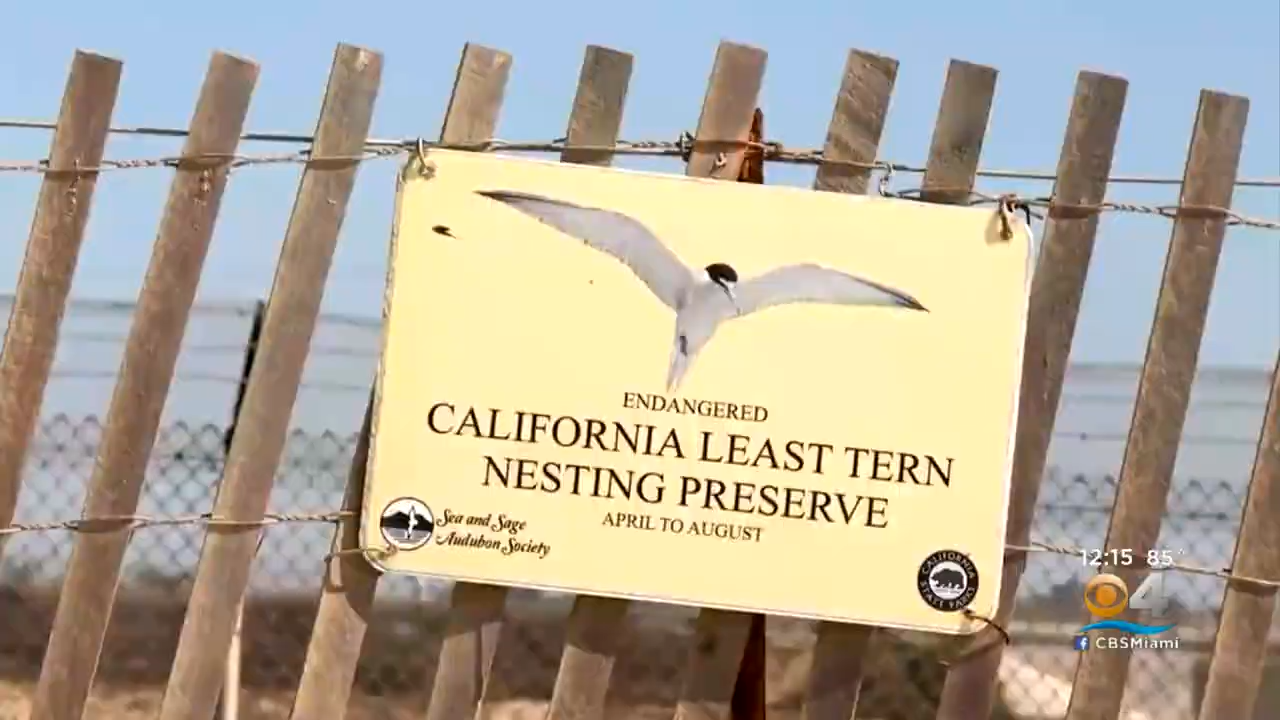 ENDANGERED
CALIFORNIA LEAST TERN
NESTING PRESERVE
APRIL TO AUGUST
Sea and Sage
Audubon Society
CALIFORNIA
STATE PARKS
12:15 85°
4
CBSMiami